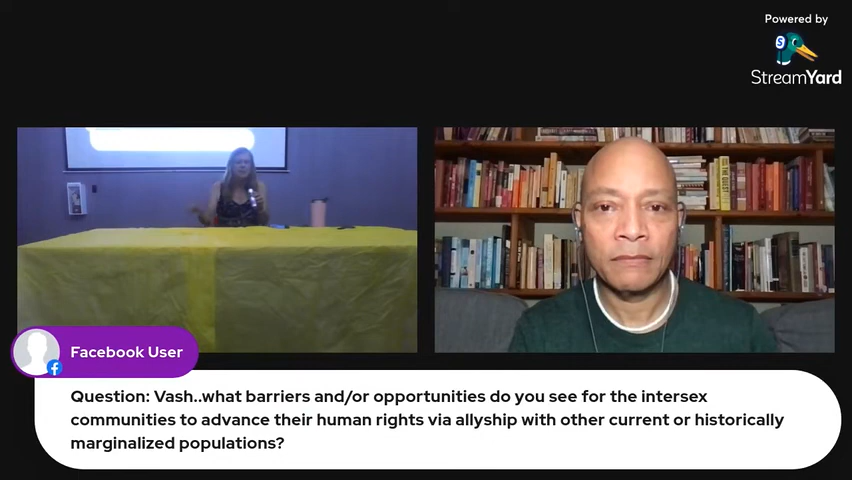 Powered by
S
StreamYard
Facebook User
Question: Vash..what barriers and/or opportunities do you see for the intersex
communities to advance their human rights via allyship with other current or historically
marginalized populations?